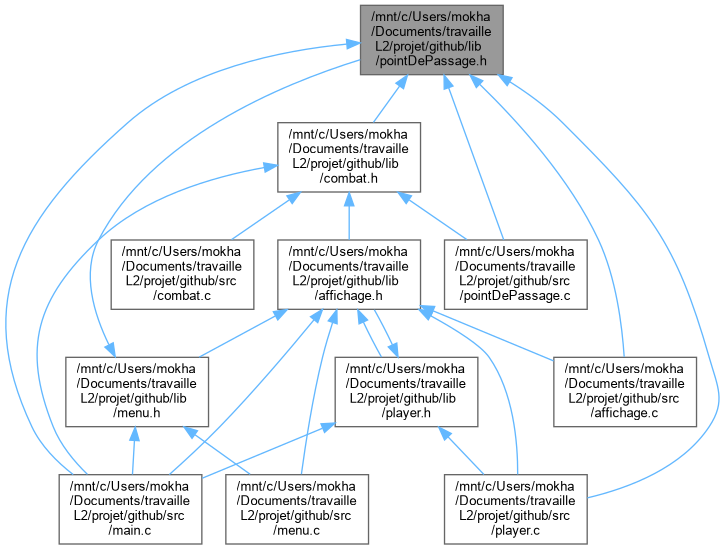 /mnt/c/Users/mokha
/Documents/travaille
L2/projet/github/lib
/pointDePassage.h
/mnt/c/Users/mokha
/Documents/travaille
L2/projet/github/lib
/combat.h
/mnt/c/Users/mokha
/Documents/travaille
L2/projet/github/src
/combat.c
/mnt/c/Users/mokha
/Documents/travaille
L2/projet/github/lib
/affichage.h
/mnt/c/Users/mokha
/Documents/travaille
L2/projet/github/src
/pointDePassage.c
/mnt/c/Users/mokha
/Documents/travaille
L2/projet/github/lib
/menu.h
/mnt/c/Users/mokha
/Documents/travaille
L2/projet/github/lib
/player.h
/mnt/c/Users/mokha
/Documents/travaille
L2/projet/github/src
/affichage.c
/mnt/c/Users/mokha
/Documents/travaille
L2/projet/github/src
/main.c
/mnt/c/Users/mokha
/Documents/travaille
L2/projet/github/src
/menu.c
/mnt/c/Users/mokha
/Documents/travaille
L2/projet/github/src
/player.c